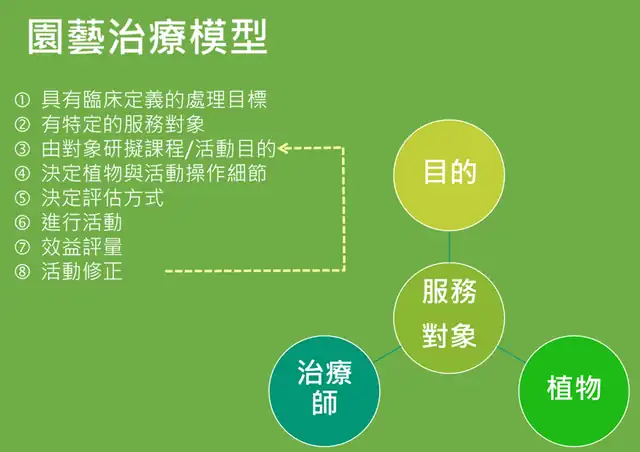 園藝治療模型
① 具有臨床定義的處理目標
② 有特定的服務對象
③ 由對象研擬課程/活動目的
④ 決定植物與活動操作細節
⑤ 決定評估方式
⑥ 進行活動
⑦ 效益評量
⑧ 活動修正
目的
服務
對象
治療
師
植物